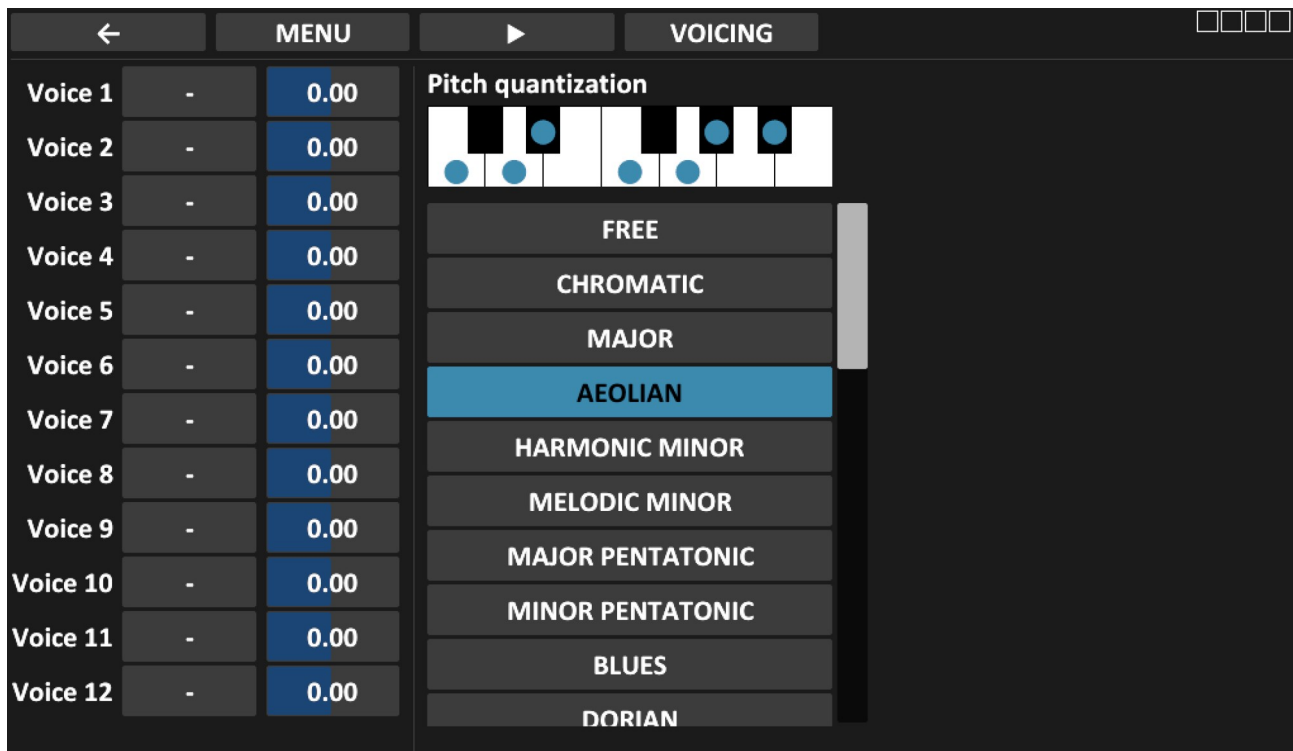 MENU
VOICING
Voice 1 - 0.00
Voice 2 - 0.00
Voice 3 - 0.00
Voice 4 - 0.00
Voice 5 - 0.00
Voice 6 - 0.00
Voice 7 - 0.00
Voice 8 - 0.00
Voice 9 - 0.00
Voice 10 - 0.00
Voice 11 - 0.00
Voice 12 - 0.00
Pitch quantization
FREE
CHROMATIC
MAJOR
AEOLIAN
HARMONIC MINOR
MELODIC MINOR
MAJOR PENTATONIC
MINOR PENTATONIC
BLUES
DORIAN